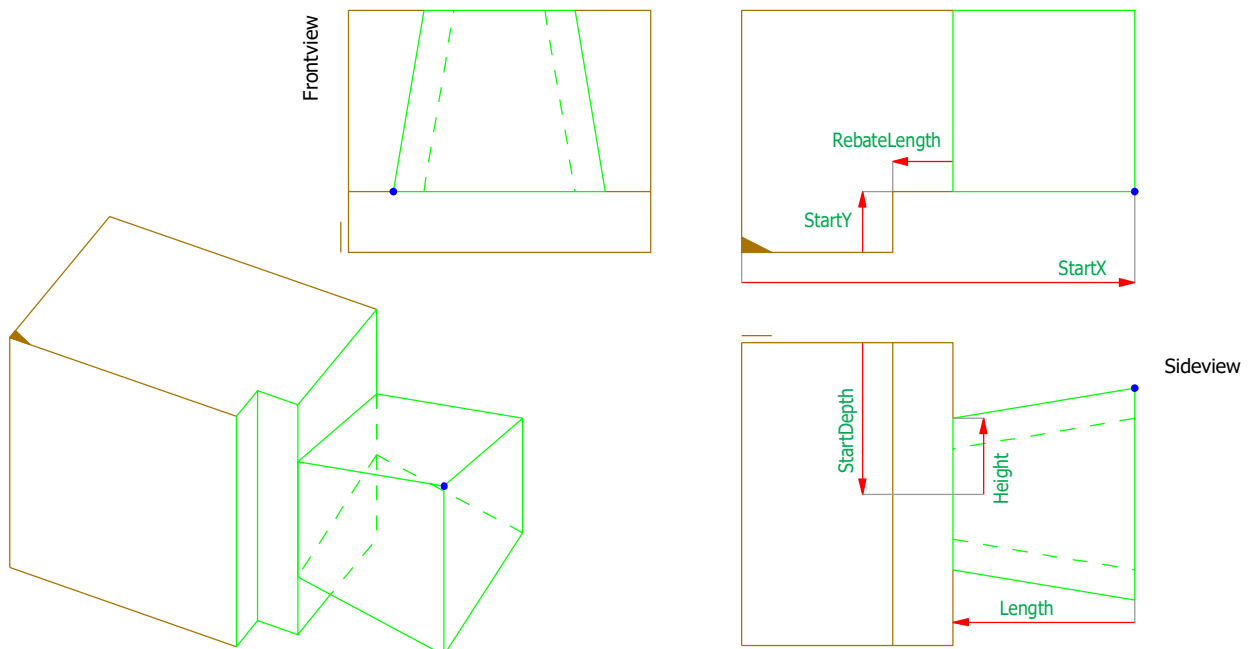 Frontview
RebateLength
StartY
StartX
Sideview
StartDepth
Height
Length